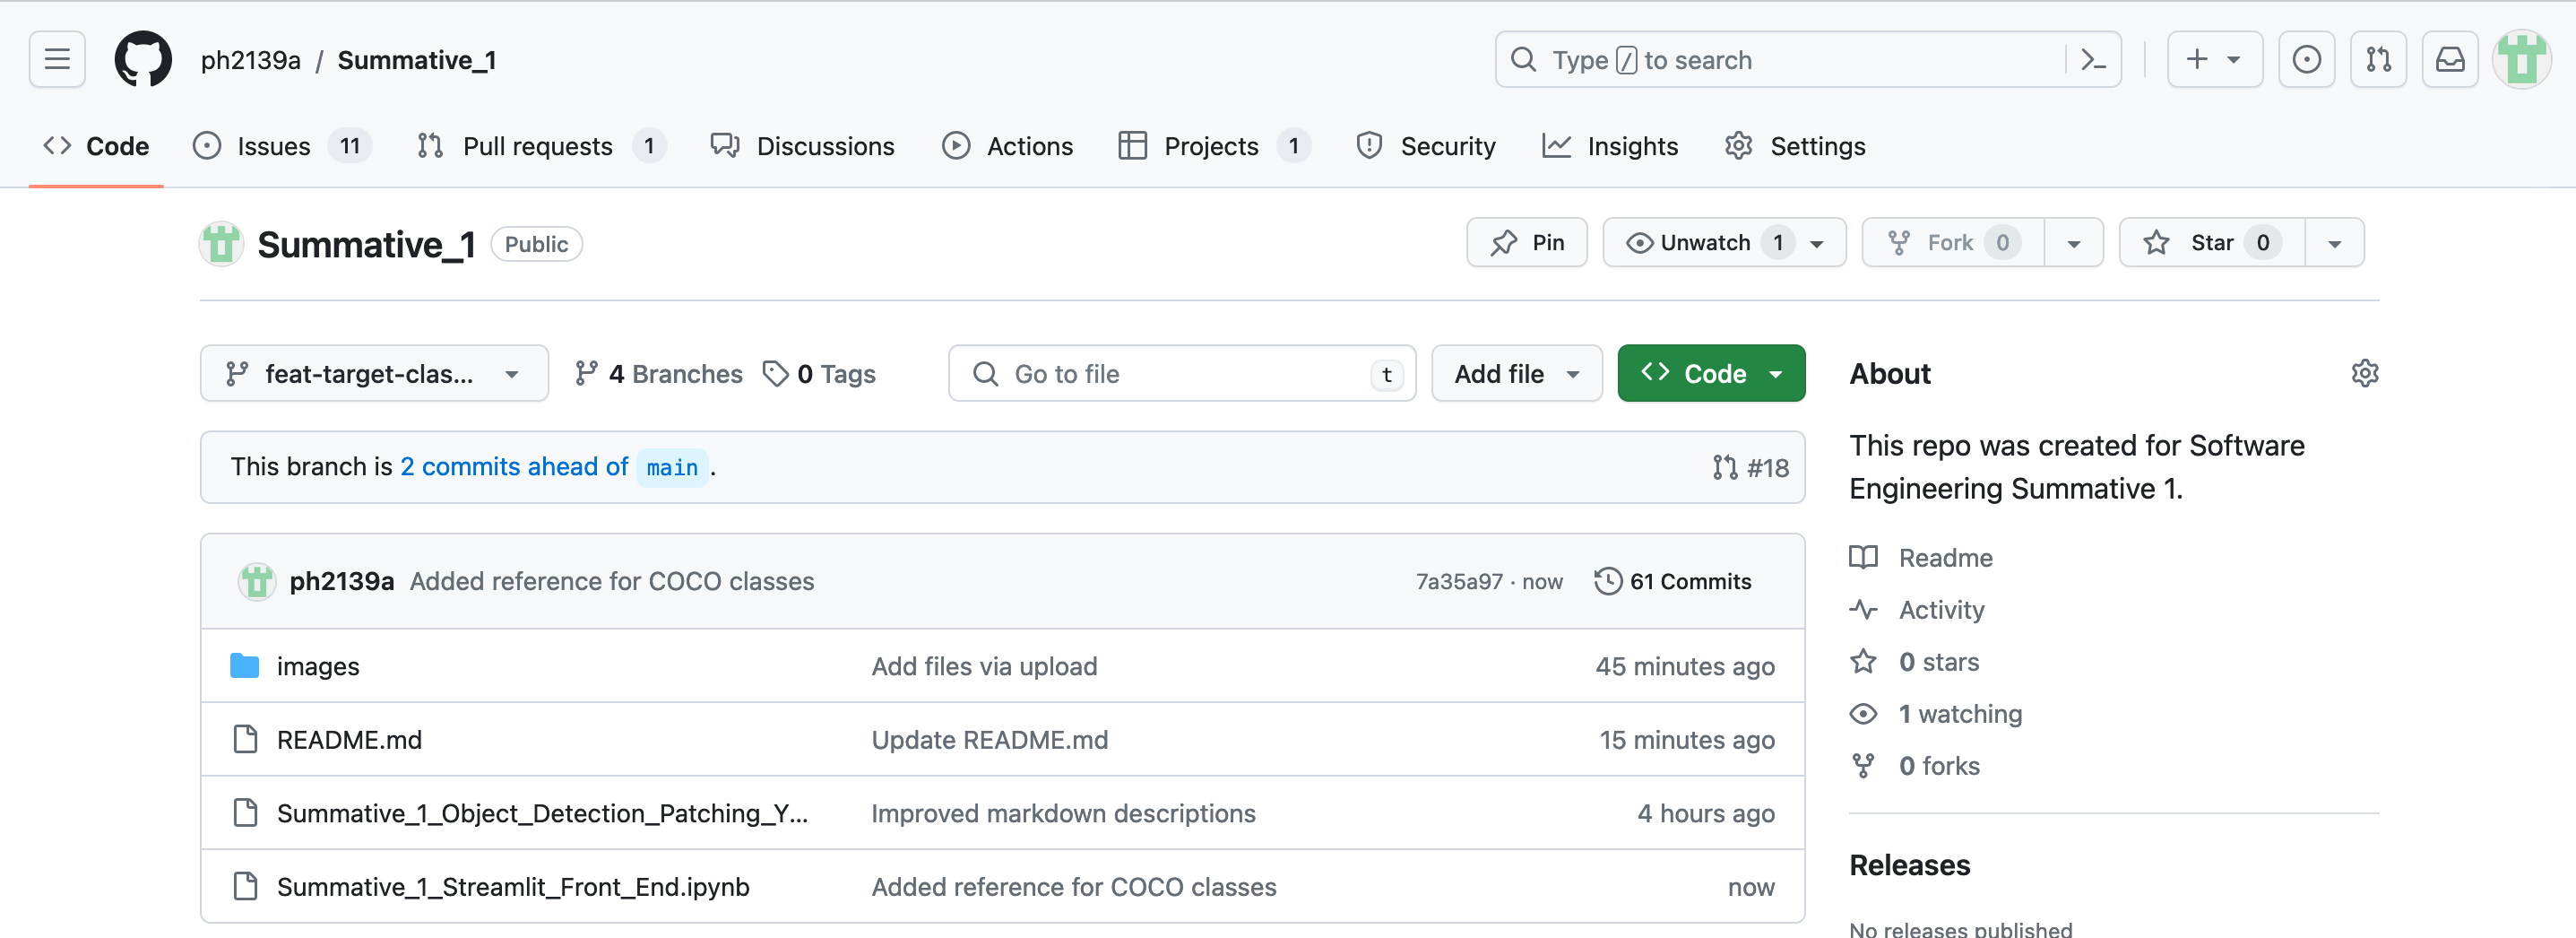 ph2139a / Summative_1
Type / to search
Code
Issues 11
Pull requests 1
Discussions
Actions
Projects 1
Security
Insights
Settings
Summative_1 Public
Pin
Unwatch 1
Fork 0
Star 0
feat-target-clas...
4 Branches
0 Tags
Go to file t
Add file
Code
This branch is 2 commits ahead of main .
#18
ph2139a Added reference for COCO classes 7a35a97 · now 61 Commits
images Add files via upload 45 minutes ago
README.md Update README.md 15 minutes ago
Summative_1_Object_Detection_Patching_Y... Improved markdown descriptions 4 hours ago
Summative_1_Streamlit_Front_End.ipynb Added reference for COCO classes now
About
This repo was created for Software
Engineering Summative 1.
Readme
Activity
0 stars
1 watching
0 forks
Releases
No releases published